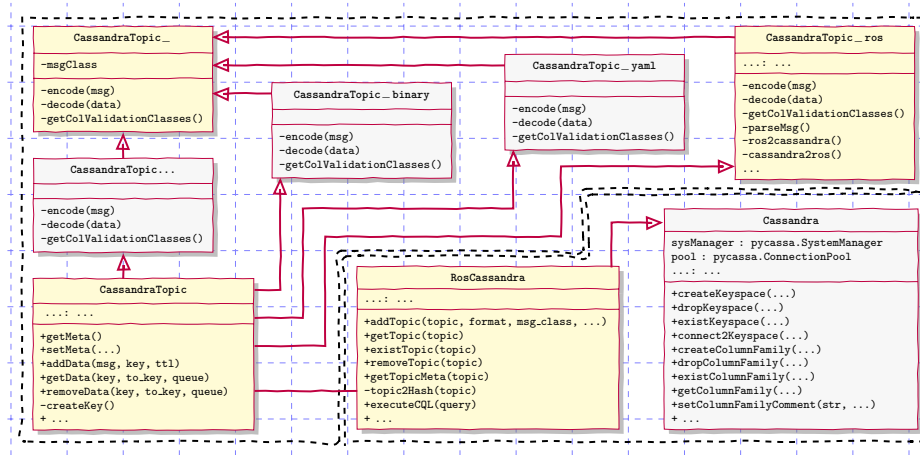 CassandraTopic_
-msgClass
-encode(msg)
-decode(data)
-getColValidationClasses()
CassandraTopic_binary
-encode(msg)
-decode(data)
-getColValidationClasses()
CassandraTopic_yaml
-encode(msg)
-decode(data)
-getColValidationClasses()
CassandraTopic_ros
...: ...
-encode(msg)
-decode(data)
-getColValidationClasses()
-parseMsg()
-ros2cassandra()
-cassandra2ros()
...
CassandraTopic...
-encode(msg)
-decode(data)
-getColValidationClasses()
CassandraTopic
...: ...
+getMeta()
+setMeta(...)
+addData(msg, key, ttl)
+getData(key, to_key, queue)
+removeData(key, to_key, queue)
-createKey()
+ ...
RosCassandra
...: ...
+addTopic(topic, format, msg_class, ...)
+getTopic(topic)
+existTopic(topic)
+removeTopic(topic)
+getTopicMeta(topic)
-topic2Hash(topic)
+executeCQL(query)
+ ...
Cassandra
sysManager : pycassa.SystemManager
pool : pycassa.ConnectionPool
...: ...
+createKeyspace(...)
+dropKeyspace(...)
+existKeyspace(...)
+connect2Keyspace(...)
+createColumnFamily(...)
+dropColumnFamily(...)
+existColumnFamily(...)
+getColumnFamily(...)
+setColumnFamilyComment(str, ...)
+ ...